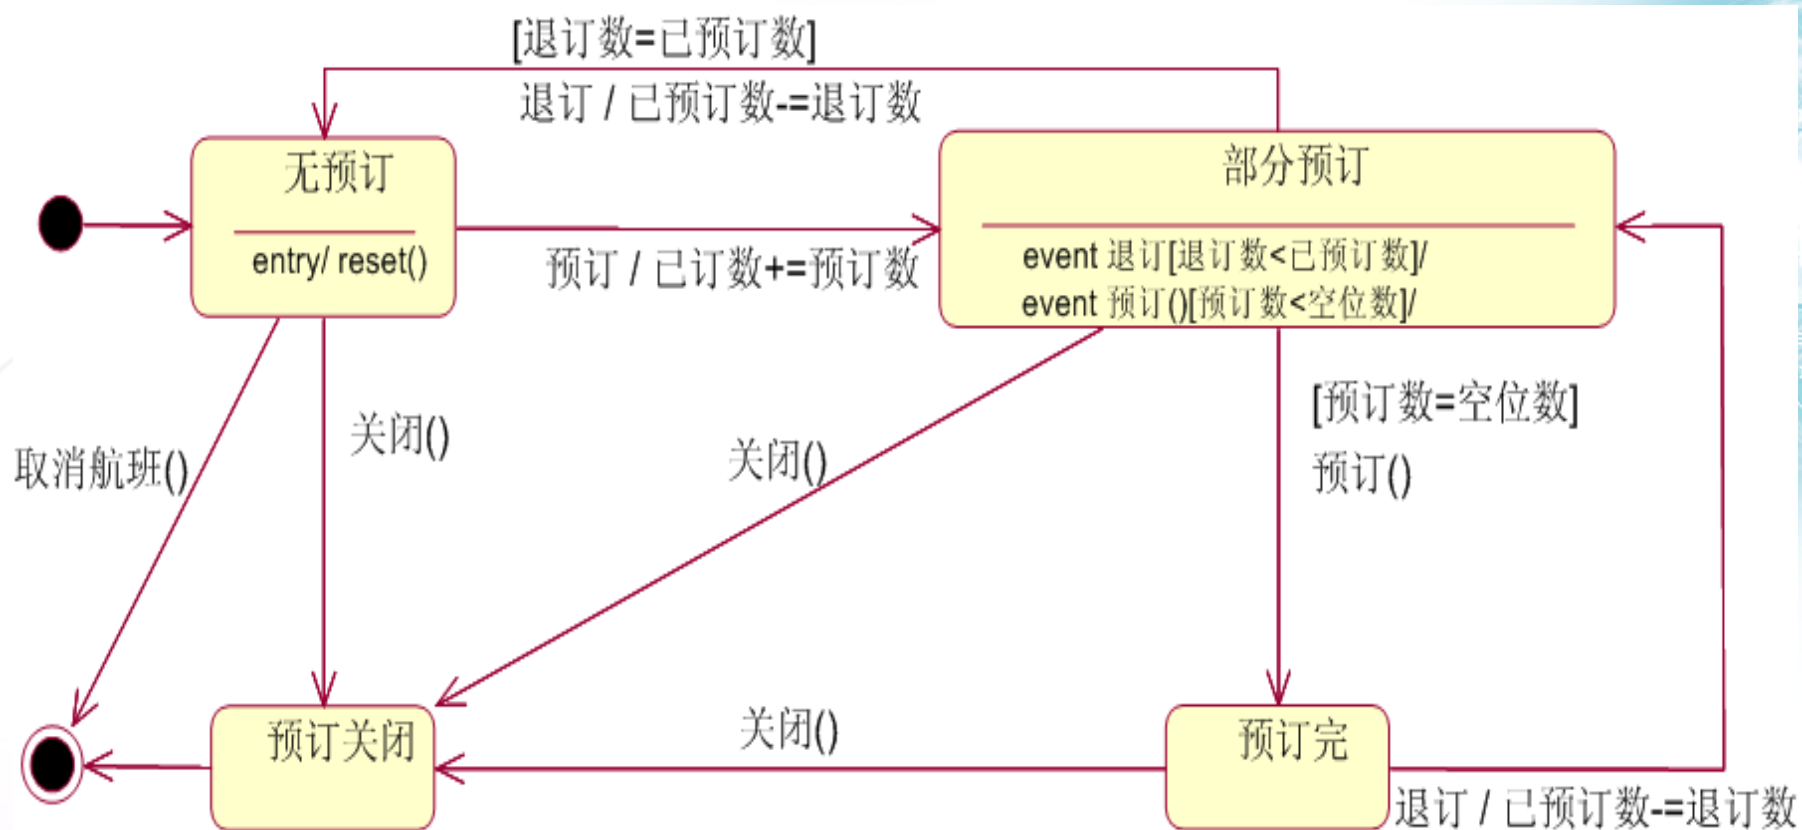 [退订数=已预订数]
退订 / 已预订数-=退订数
无预订
entry/ reset()
部分预订
event 退订[退订数<已预订数]/
event 预订()[预订数<空位数]/
预订 / 已订数+=预订数
取消航班()
关闭()
关闭()
[预订数=空位数]
预订()
预订关闭
关闭()
预订完
退订 / 已预订数-=退订数